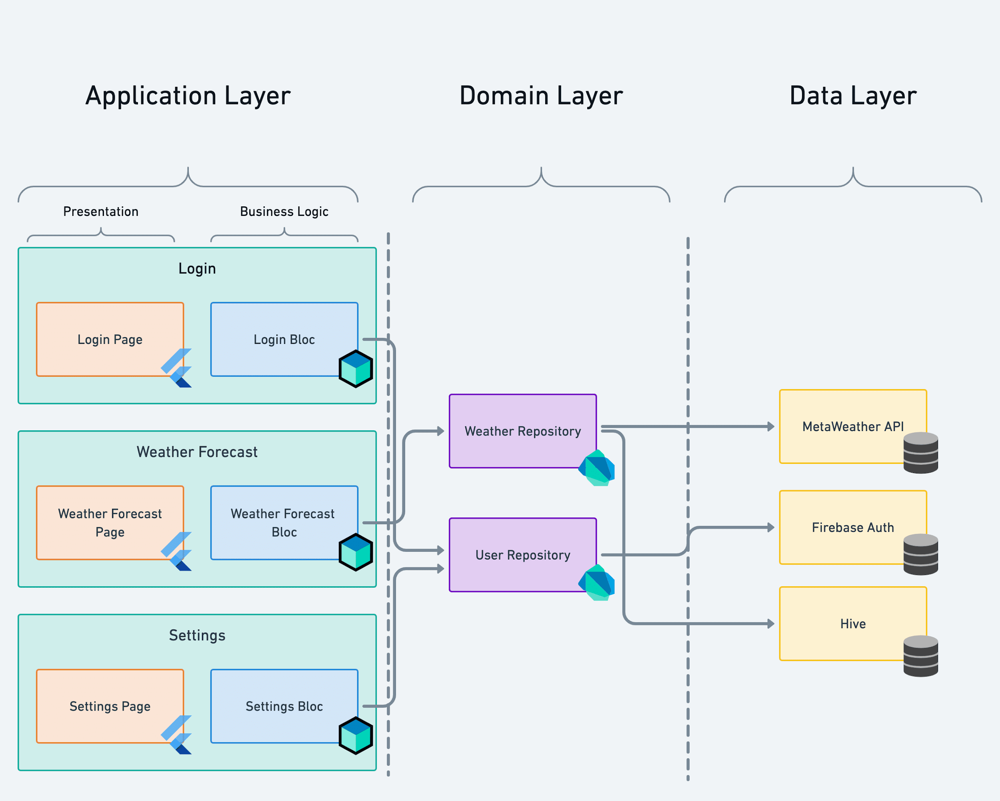 Application Layer
Domain Layer
Data Layer
Presentation
Business Logic
Login
Login Page
Login Bloc
Weather Forecast
Weather Forecast
Page
Weather Forecast
Bloc
Settings
Settings Page
Settings Bloc
Weather Repository
User Repository
MetaWeather API
Firebase Auth
Hive